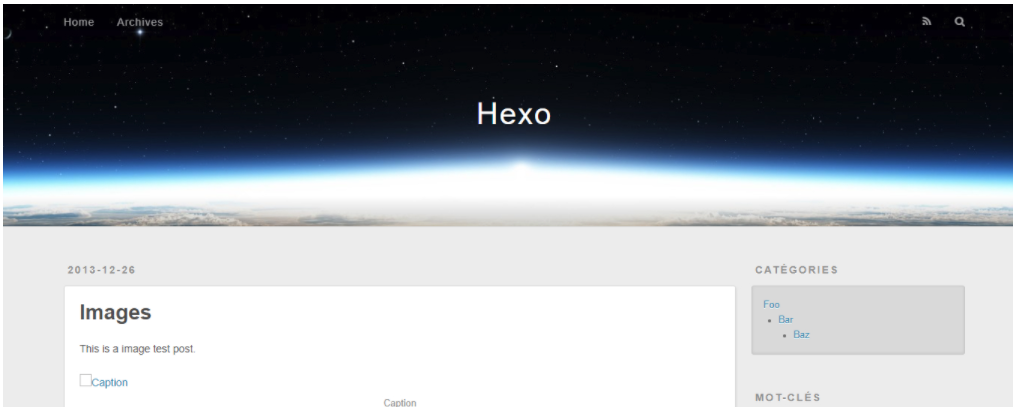 Home Archives
Hexo
2013-12-26
Images
This is a image test post.
Caption
Caption
CATÉGORIES
Foo
Bar
Baz
MOT-CLÉS